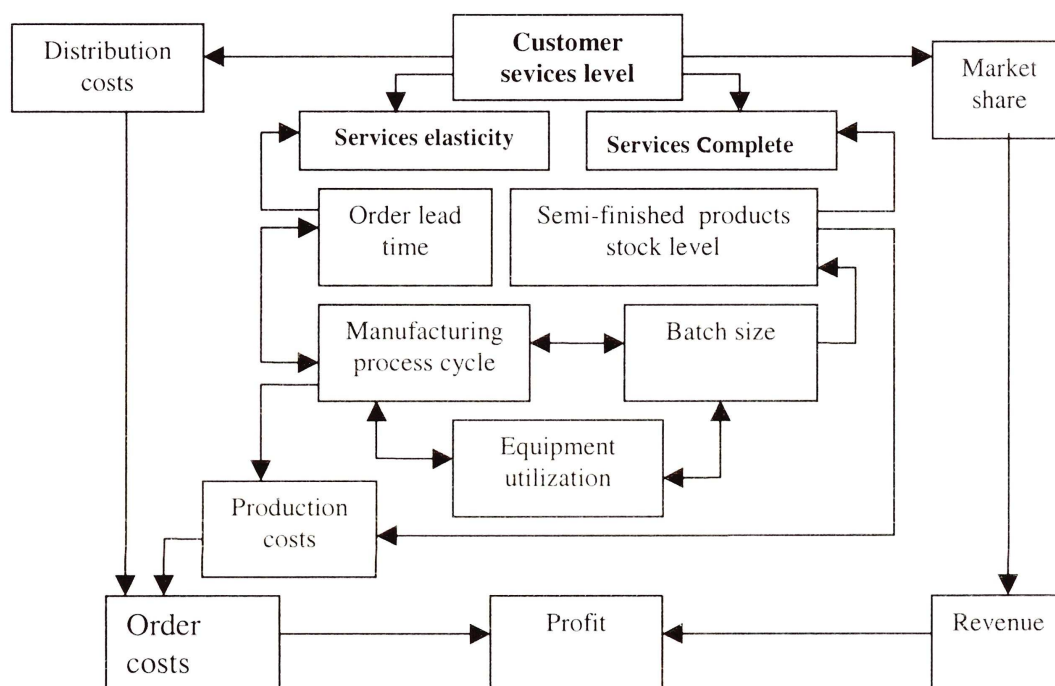 Distribution
costs
Customer
sevices level
Market
share
Services elasticity
Services Complete
Order lead
time
Semi-finished products
stock level
Manufacturing
process cycle
Batch size
Equipment
utilization
Production
costs
Order
costs
Profit
Revenue